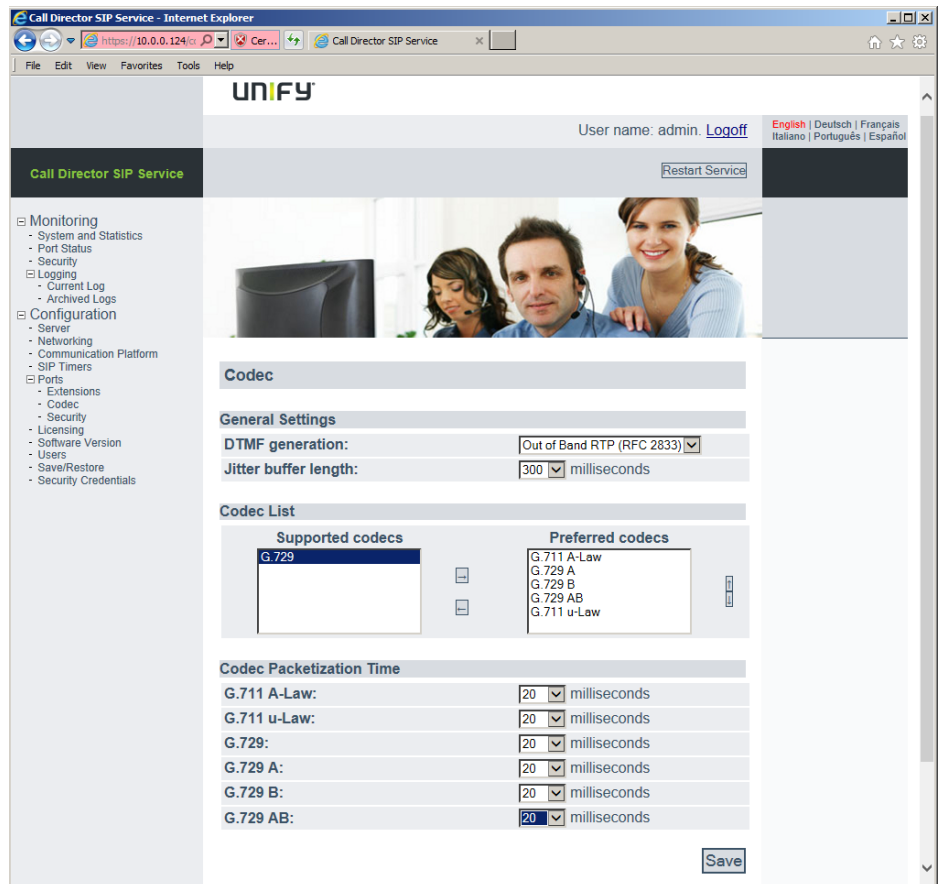 Call Director SIP Service - Internet Explorer
https://10.0.0.124/cc
Cer...
Call Director SIP Service
File Edit View Favorites Tools Help
UNIFY
User name: admin. Logoff
English | Deutsch | Français
Italiano | Português | Español
Call Director SIP Service
Restart Service
Monitoring
- System and Statistics
- Port Status
- Security
Logging
- Current Log
- Archived Logs
Configuration
- Server
- Networking
- Communication Platform
- SIP Timers
Ports
- Extensions
- Codec
- Security
- Licensing
- Software Version
- Users
- Save/Restore
- Security Credentials
Codec
General Settings
DTMF generation: Out of Band RTP (RFC 2833)
Jitter buffer length: 300 milliseconds
Codec List
Supported codecs
G.729
Preferred codecs
G.711 A-Law
G.729 A
G.729 B
G.729 AB
G.711 u-Law
Codec Packetization Time
G.711 A-Law: 20 milliseconds
G.711 u-Law: 20 milliseconds
G.729: 20 milliseconds
G.729 A: 20 milliseconds
G.729 B: 20 milliseconds
G.729 AB: 20 milliseconds
Save